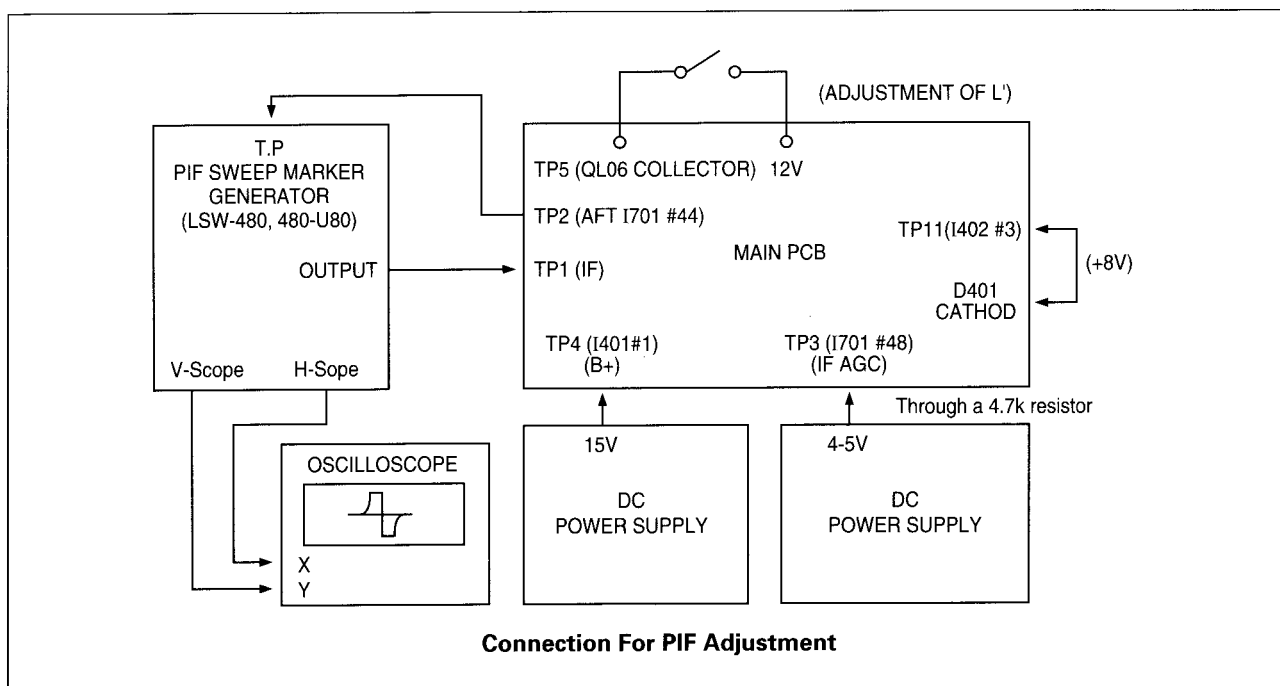 (ADJUSTMENT OF L')
T.P
PIF SWEEP MARKER
GENERATOR
(LSW-480, 480-U80)
OUTPUT
V-Scope H-Sope
TP5 (QL06 COLLECTOR) 12V
TP2 (AFT I701 #44)
TP11(I402 #3)
MAIN PCB
TP1 (IF)
(+8V)
D401
CATHOD
TP4 (I401#1)
(B+)
TP3 (I701 #48)
(IF AGC)
Through a 4.7k resistor
OSCILLOSCOPE
X
Y
15V
DC
POWER SUPPLY
4-5V
DC
POWER SUPPLY
Connection For PIF Adjustment